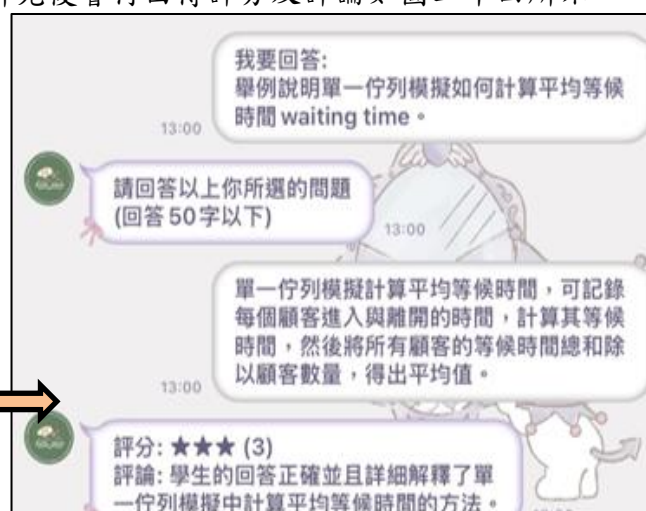 我要回答:
舉例說明單一佇列模擬如何計算平均等候
時間 waiting time。
13:00
請回答以上你所選的問題
(回答 50 字以下)
13:00
單一佇列模擬計算平均等候時間，可記錄
每個顧客進入與離開的時間，計算其等候
時間，然後將所有顧客的等候時間總和除
以顧客數量，得出平均值。
13:00
評分: ★★★ (3)
評論: 學生的回答正確並且詳細解釋了單
一佇列模擬中計算平均等候時間的方法。